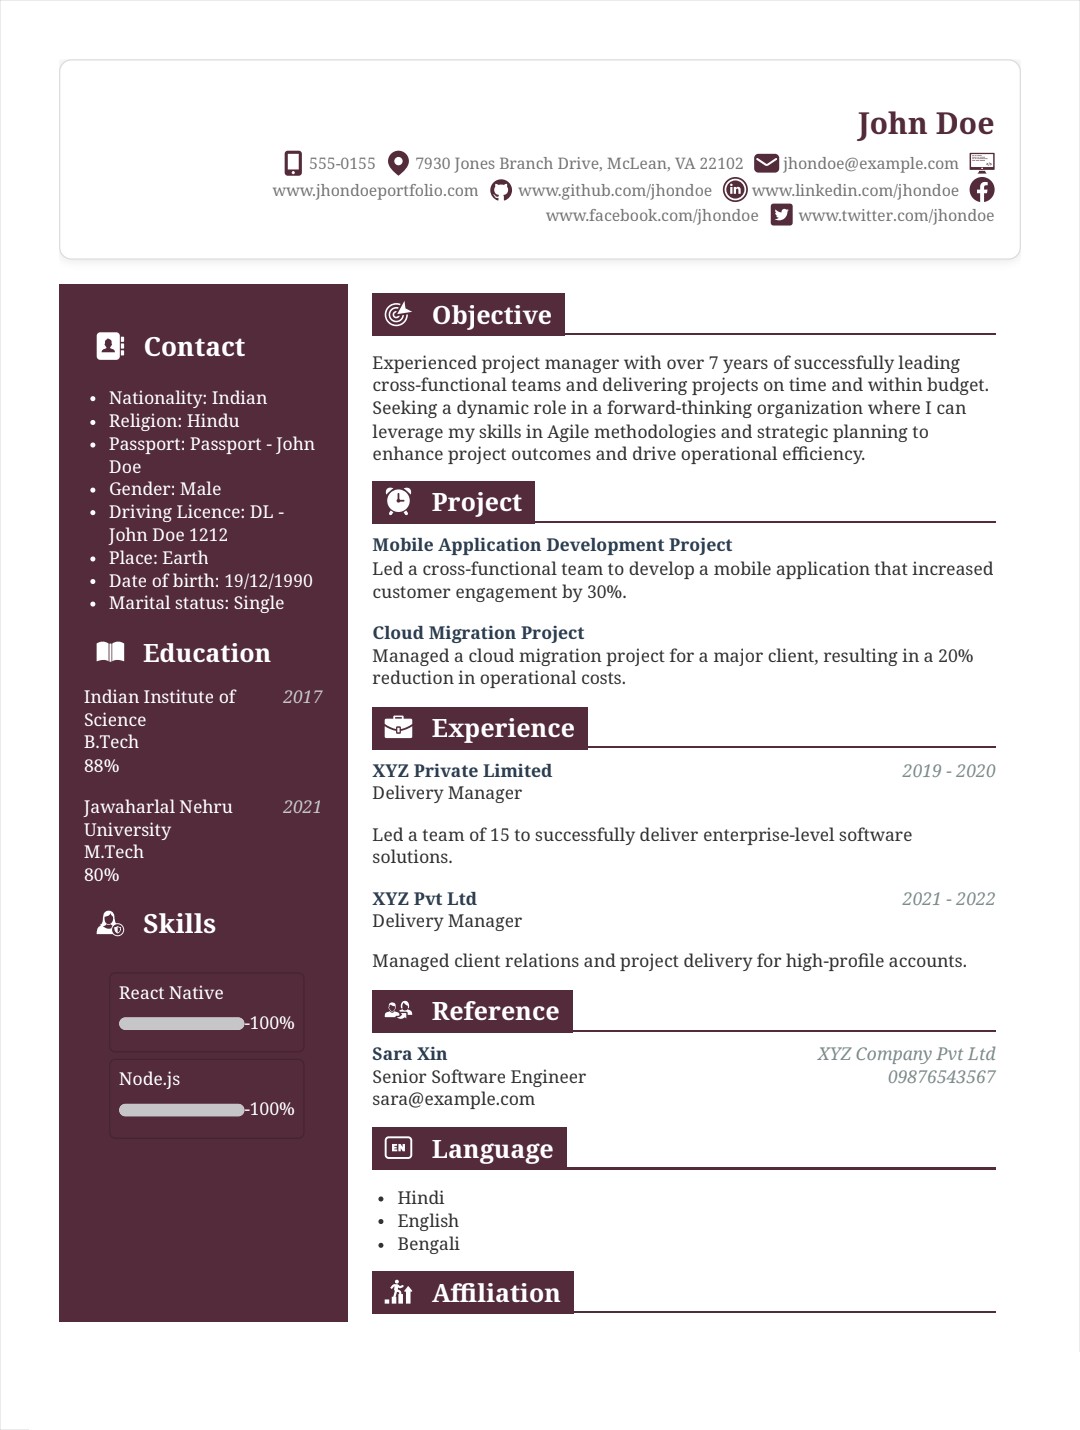 John Doe
555-0155 7930 Jones Branch Drive, McLean, VA 22102 jhondoe@example.com
www.jhondoeportfolio.com www.github.com/jhondoe www.linkedin.com/jhondoe
www.facebook.com/jhondoe www.twitter.com/jhondoe
Contact
• Nationality: Indian
• Religion: Hindu
• Passport: Passport - John
Doe
• Gender: Male
• Driving Licence: DL -
John Doe 1212
• Place: Earth
• Date of birth: 19/12/1990
• Marital status: Single
Education
Indian Institute of 2017
Science
B.Tech
88%
Jawaharlal Nehru 2021
University
M.Tech
80%
Skills
React Native
-100%
Node.js
-100%
Objective
Experienced project manager with over 7 years of successfully leading
cross-functional teams and delivering projects on time and within budget.
Seeking a dynamic role in a forward-thinking organization where I can
leverage my skills in Agile methodologies and strategic planning to
enhance project outcomes and drive operational efficiency.
Project
Mobile Application Development Project
Led a cross-functional team to develop a mobile application that increased
customer engagement by 30%.
Cloud Migration Project
Managed a cloud migration project for a major client, resulting in a 20%
reduction in operational costs.
Experience
XYZ Private Limited 2019 - 2020
Delivery Manager
Led a team of 15 to successfully deliver enterprise-level software
solutions.
XYZ Pvt Ltd 2021 - 2022
Delivery Manager
Managed client relations and project delivery for high-profile accounts.
Reference
Sara Xin XYZ Company Pvt Ltd
Senior Software Engineer 09876543567
sara@example.com
EN Language
• Hindi
• English
• Bengali
Affiliation